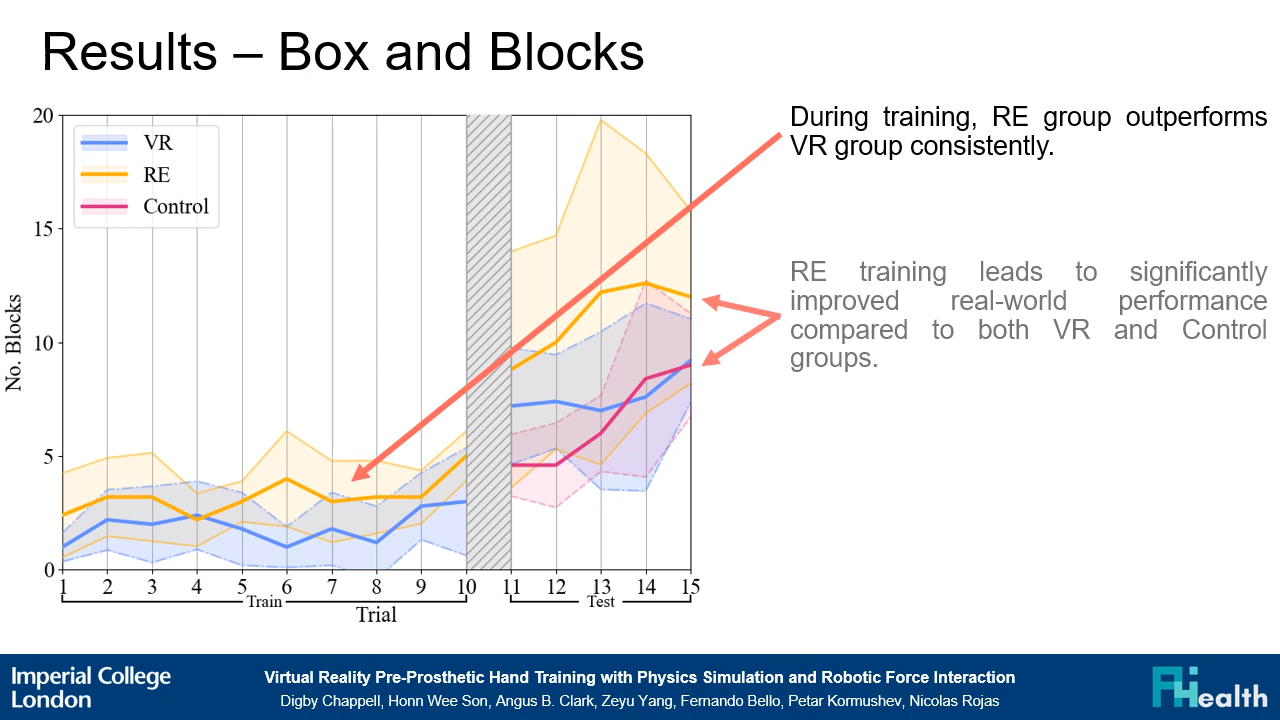 Results – Box and Blocks
20
15
10
5
0
No. Blocks
VR
RE
Control
1 2 3 4 5 6 7 8 9 10 11 12 13 14 15
Train
Test
Trial
During training, RE group outperforms
VR group consistently.
RE training leads to significantly
improved real-world performance
compared to both VR and Control
groups.
Imperial College
London
Virtual Reality Pre-Prosthetic Hand Training with Physics Simulation and Robotic Force Interaction
Digby Chappell, Honn Wee Son, Angus B. Clark, Zeyu Yang, Fernando Bello, Petar Kormushev, Nicolas Rojas
FHealth